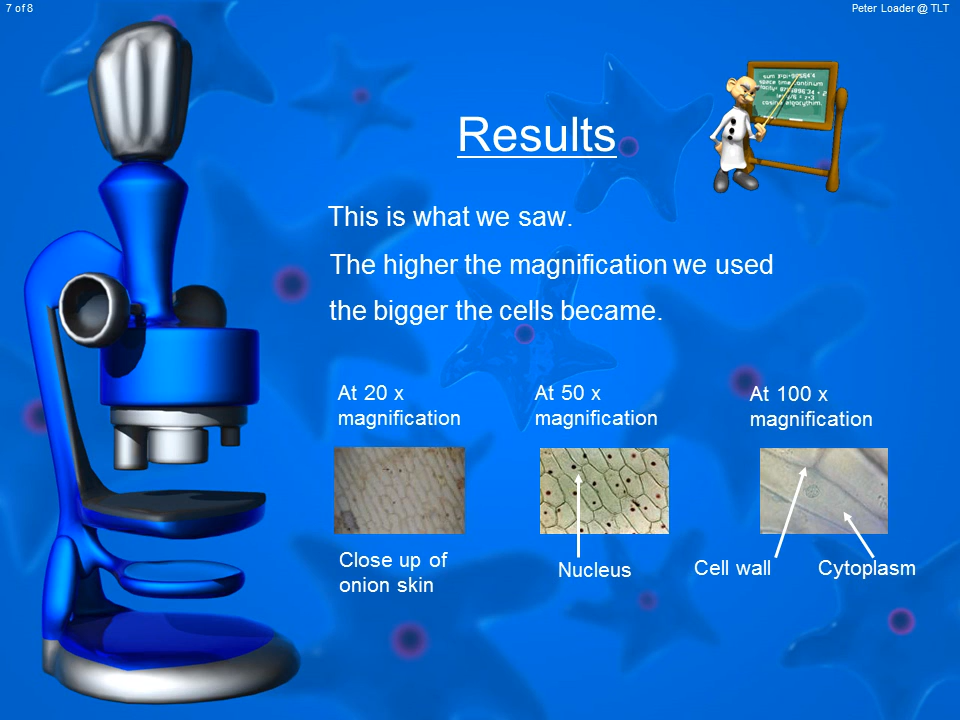 7 of 8
Peter Loader @ TLT
Results
This is what we saw.
The higher the magnification we used
the bigger the cells became.
At 20 x
magnification
At 50 x
magnification
At 100 x
magnification
Close up of
onion skin
Nucleus
Cell wall
Cytoplasm